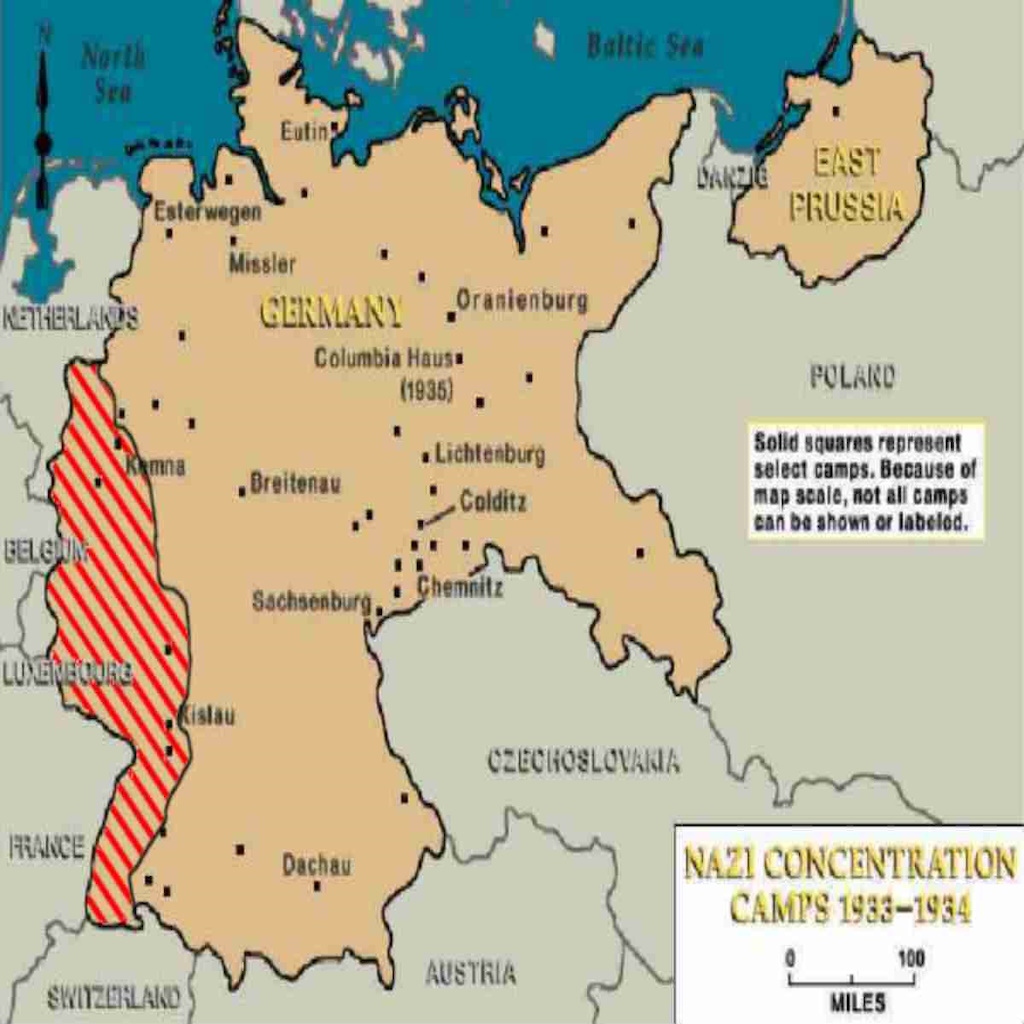 N
North
Sea
Baltic Sea
Eutin
DANZIG
EAST
PRUSSIA
Esterwegen
Missler
NETHERLANDS
GERMANY
Oranienburg
Columbia Haus
(1935)
POLAND
Solid squares represent
select camps. Because of
map scale, not all camps
can be shown or labeled.
Kemna
Lichtenburg
Breitenau
Colditz
BELGIUM
Chemnitz
Sachsenburg
LUXEMBOURG
Kislau
CZECHOSLOVAKIA
FRANCE
Dachau
NAZI CONCENTRATION
CAMPS 1933–1934
0 100
MILES
AUSTRIA
SWITZERLAND